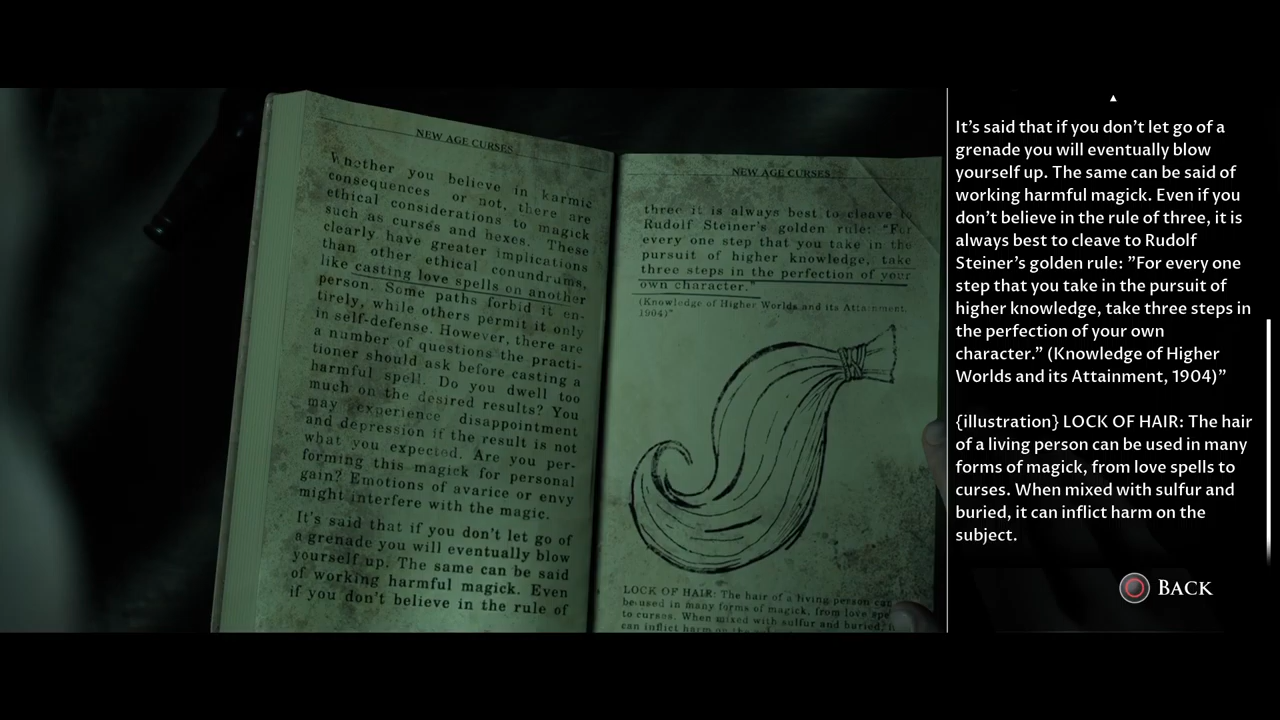 NEW AGE CURSES
Whether you believe in karmic
consequences or not, there are
ethical considerations to magick
such as curses and hexes. These
clearly have greater implications
than other ethical conundrums,
like casting love spells on another
person. Some paths forbid it en-
tirely, while others permit it only
in self-defense. However, there are
a number of questions the practi-
tioner should ask before casting a
harmful spell. Do you dwell too
much on the desired results? You
may experience disappointment
and depression if the result is not
what you expected. Are you per-
forming this magick for personal
gain? Emotions of avarice or envy
might interfere with the magic.
It's said that if you don't let go of
a grenade you will eventually blow
yourself up. The same can be said
of working harmful magick. Even
if you don't believe in the rule of
NEW AGE CURSES
three it is always best to cleave to
Rudolf Steiner's golden rule: "For
every one step that you take in the
pursuit of higher knowledge, take
three steps in the perfection of your
own character."
(Knowledge of Higher Worlds and its Attainment,
1904)"
LOCK OF HAIR: The hair of a living person can
be used in many forms of magick, from love spe
to curses. When mixed with sulfur and buried, it
can inflict harm on the
▲
It's said that if you don't let go of a
grenade you will eventually blow
yourself up. The same can be said of
working harmful magick. Even if you
don't believe in the rule of three, it is
always best to cleave to Rudolf
Steiner's golden rule: "For every one
step that you take in the pursuit of
higher knowledge, take three steps in
the perfection of your own
character." (Knowledge of Higher
Worlds and its Attainment, 1904)"
{illustration} LOCK OF HAIR: The hair
of a living person can be used in many
forms of magick, from love spells to
curses. When mixed with sulfur and
buried, it can inflict harm on the
subject.
BACK